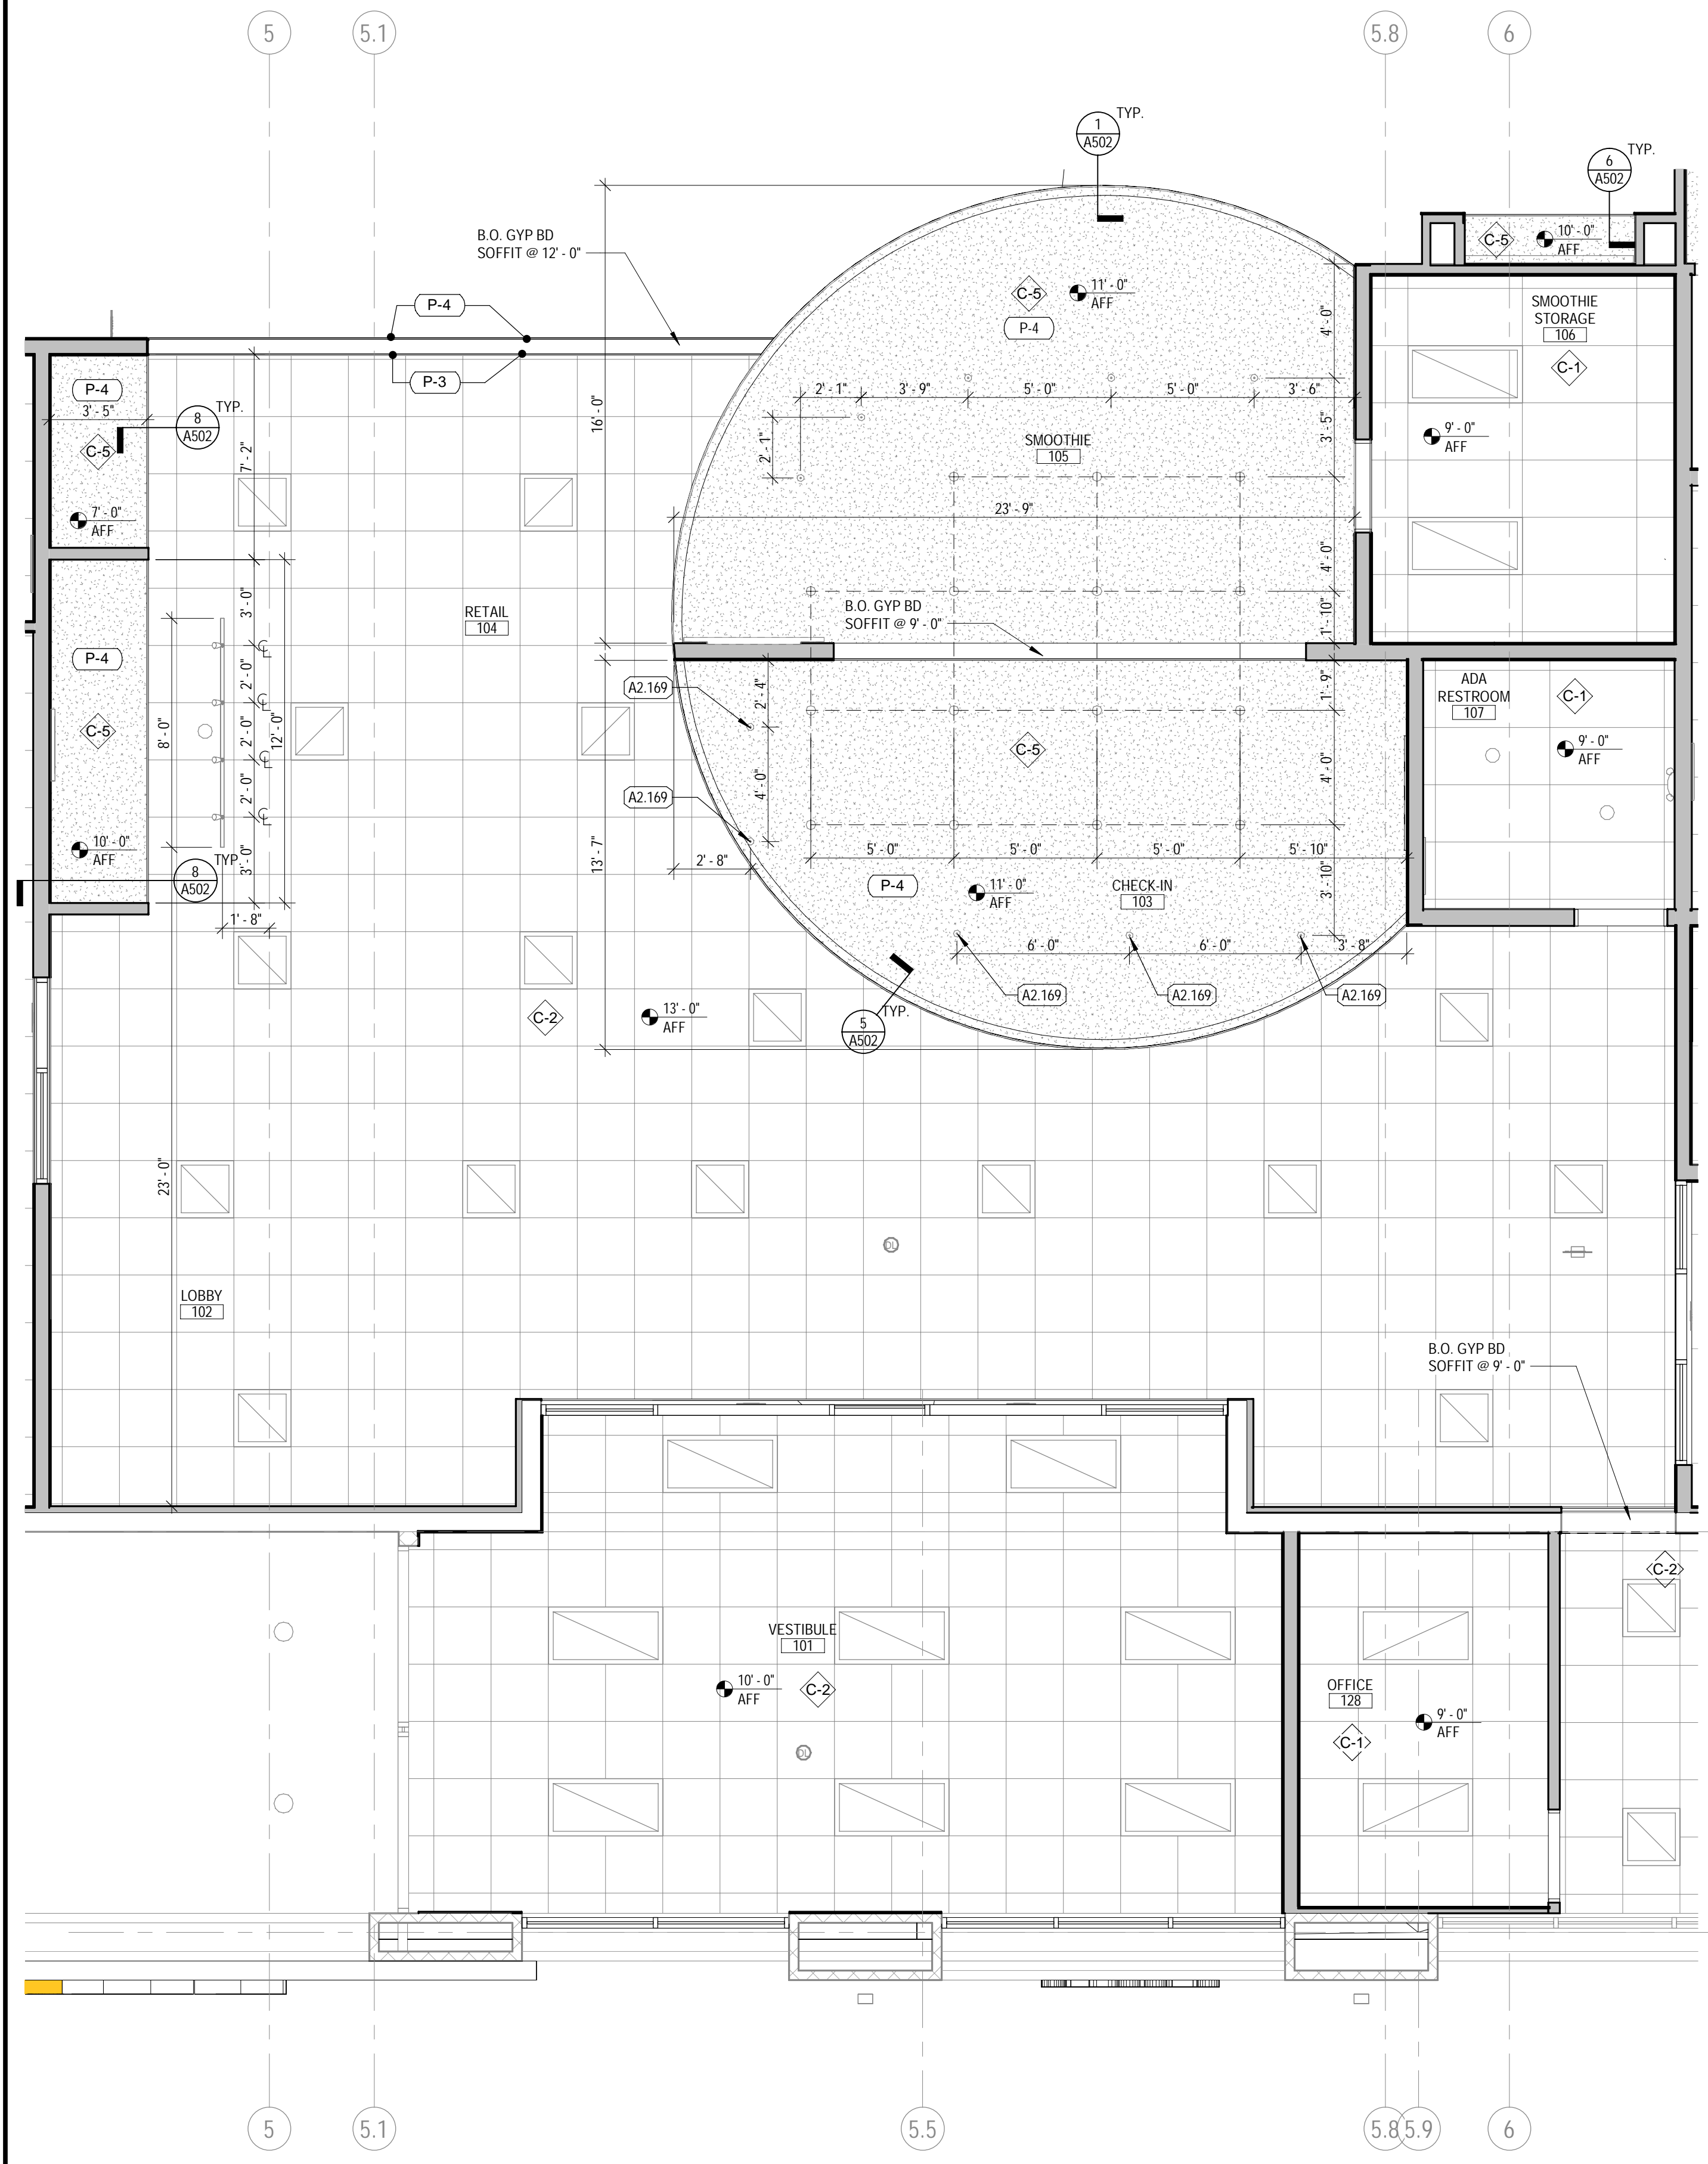 5
5.1
5.8
6
1
A502
TYP.
6
A502
TYP.
B.O. GYP BD
SOFFIT @ 12' - 0"
C-5
10' - 0"
AFF
P-4
P-3
C-5
11' - 0"
AFF
P-4
4' - 0"
SMOOTHIE
STORAGE
106
C-1
9' - 0"
AFF
P-4
3' - 5"
8
A502
TYP.
C-5
7' - 0"
AFF
7' - 2"
16' - 0"
2' - 1"
3' - 9"
5' - 0"
5' - 0"
3' - 6"
2' - 1"
3' - 5"
SMOOTHIE
105
23' - 9"
4' - 0"
1' - 10"
B.O. GYP BD
SOFFIT @ 9' - 0"
RETAIL
104
3' - 0"
2' - 0"
2' - 0"
2' - 0"
3' - 0"
12' - 0"
8' - 0"
P-4
C-5
10' - 0"
AFF
8
A502
TYP.
1' - 8"
A2.169
A2.169
2' - 4"
4' - 0"
13' - 7"
2' - 8"
C-5
1' - 9"
4' - 0"
3' - 10"
5' - 0"
5' - 0"
5' - 0"
5' - 10"
P-4
11' - 0"
AFF
CHECK-IN
103
6' - 0"
6' - 0"
3' - 8"
A2.169
A2.169
A2.169
5
A502
TYP.
ADA
RESTROOM
107
C-1
9' - 0"
AFF
C-2
13' - 0"
AFF
23' - 0"
DL
LOBBY
102
B.O. GYP BD
SOFFIT @ 9' - 0"
C-2
VESTIBULE
101
10' - 0"
AFF
C-2
DL
OFFICE
128
9' - 0"
AFF
C-1
5
5.1
5.5
5.8
5.9
6